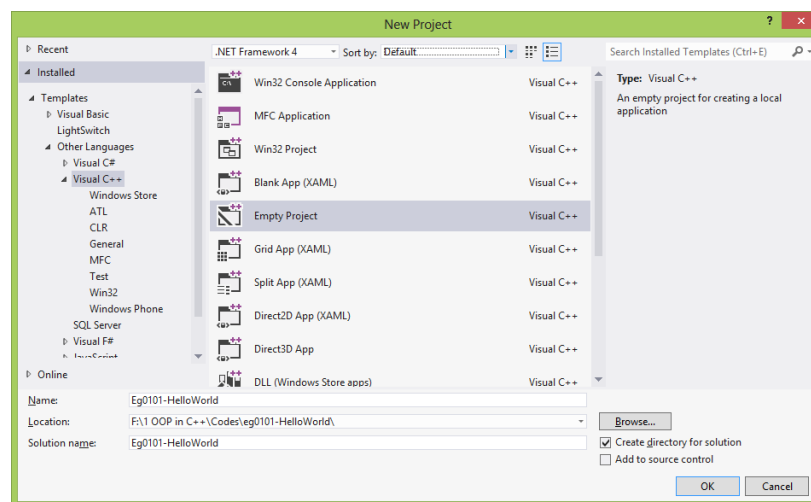 New Project
?
Recent
Installed
Templates
Visual Basic
LightSwitch
Other Languages
Visual C#
Visual C++
Windows Store
ATL
CLR
General
MFC
Test
Win32
Windows Phone
SQL Server
Visual F#
JavaScript
Online
.NET Framework 4
Sort by: Default
Win32 Console Application Visual C++
MFC Application Visual C++
Win32 Project Visual C++
Blank App (XAML) Visual C++
Empty Project Visual C++
Grid App (XAML) Visual C++
Split App (XAML) Visual C++
Direct2D App (XAML) Visual C++
Direct3D App Visual C++
DLL (Windows Store apps) Visual C++
Search Installed Templates (Ctrl+E)
Type: Visual C++
An empty project for creating a local
application
Name: Eg0101-HelloWorld
Location: F:\1 OOP in C++\Codes\eg0101-HelloWorld\
Browse...
Solution name: Eg0101-HelloWorld
Create directory for solution
Add to source control
OK
Cancel